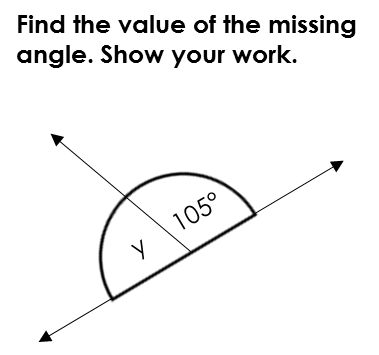 Find the value of the missing
angle. Show your work.
105°
y